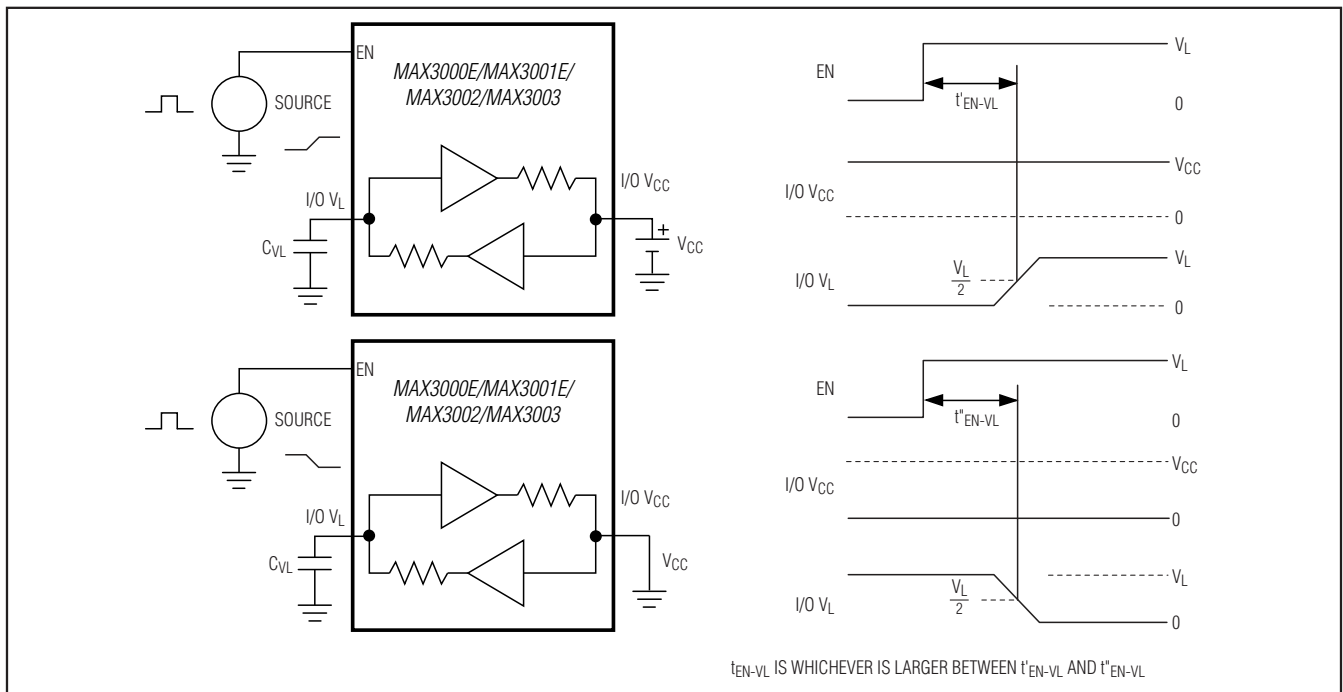 EN
MAX3000E/MAX3001E/
MAX3002/MAX3003
SOURCE
I/O VL
I/O VCC
CVL
+
VCC
EN
VL
t'EN-VL
0
I/O VCC
VCC
0
I/O VL
VL
2
VL
0
EN
MAX3000E/MAX3001E/
MAX3002/MAX3003
SOURCE
I/O VL
I/O VCC
CVL
VCC
EN
VL
t"EN-VL
0
I/O VCC
VCC
0
I/O VL
VL
2
VL
0
tEN-VL IS WHICHEVER IS LARGER BETWEEN t'EN-VL AND t"EN-VL